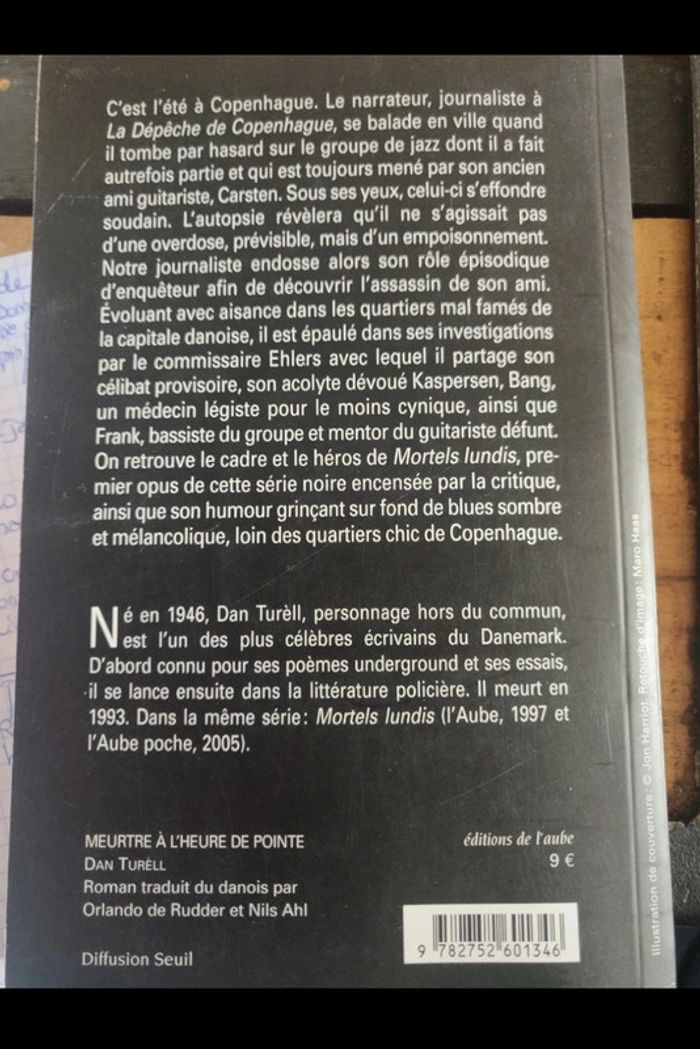 C'est l'été à Copenhague. Le narrateur, journaliste à
La Dépêche de Copenhague, se balade en ville quand
il tombe par hasard sur le groupe de jazz dont il a fait
autrefois partie et qui est toujours mené par son ancien
ami guitariste, Carsten. Sous ses yeux, celui-ci s'effondre
soudain. L'autopsie révèlera qu'il ne s'agissait pas
d'une overdose, prévisible, mais d'un empoisonnement.
Notre journaliste endosse alors son rôle épisodique
d'enquêteur afin de découvrir l'assassin de son ami.
Évoluant avec aisance dans les quartiers mal famés de
la capitale danoise, il est épaulé dans ses investigations
par le commissaire Ehlers avec lequel il partage son
célibat provisoire, son acolyte dévoué Kaspersen, Bang,
un médecin légiste pour le moins cynique, ainsi que
Frank, bassiste du groupe et mentor du guitariste défunt.
On retrouve le cadre et le héros de Mortels lundis, pre-
mier opus de cette série noire encensée par la critique,
ainsi que son humour grinçant sur fond de blues sombre
et mélancolique, loin des quartiers chic de Copenhague.
Né en 1946, Dan Turèll, personnage hors du commun,
est l'un des plus célèbres écrivains du Danemark.
D'abord connu pour ses poèmes underground et ses essais,
il se lance ensuite dans la littérature policière. Il meurt en
1993. Dans la même série : Mortels lundis (l'Aube, 1997 et
l'Aube poche, 2005).
MEURTRE À L'HEURE DE POINTE
DAN TURÈLL
Roman traduit du danois par
Orlando de Rudder et Nils Ahl
Diffusion Seuil
éditions de l'aube
9 €
9 782752 601346
Illustration de couverture : © Jon Harriot. Retouche d'image : Maro Haas